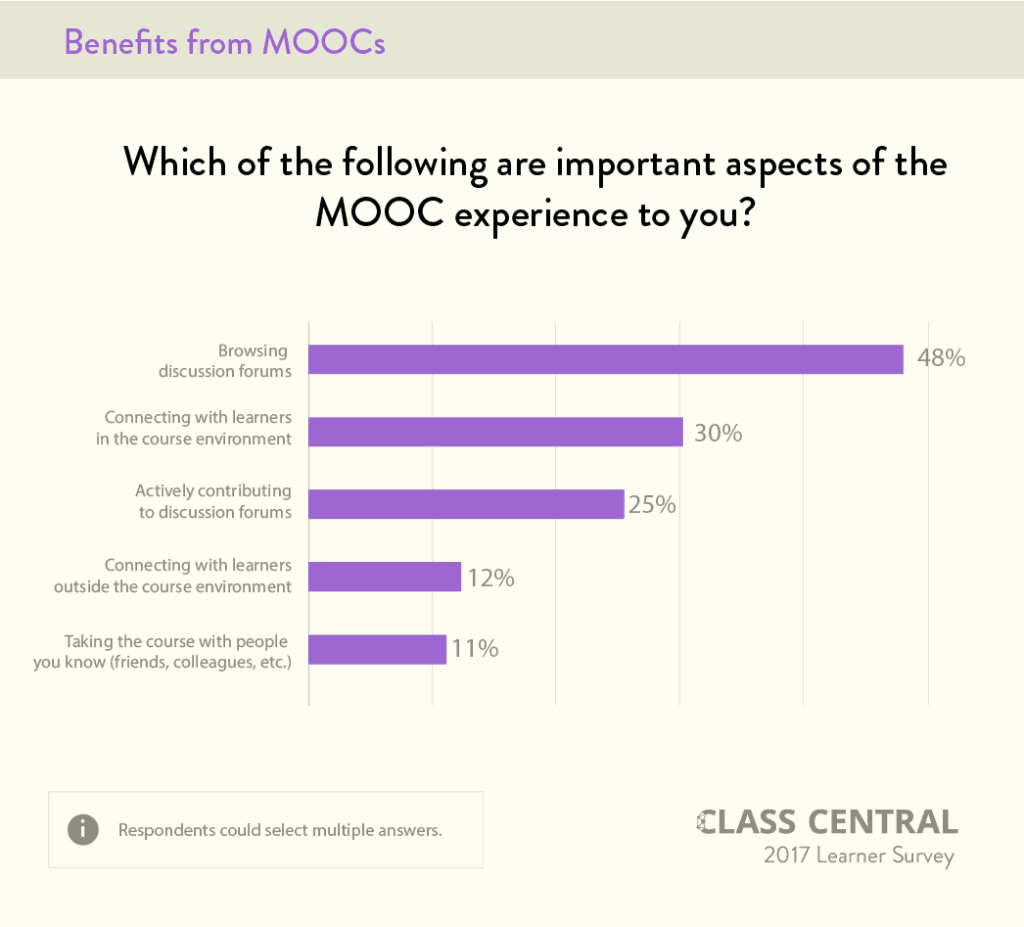 Benefits from MOOCs
Which of the following are important aspects of the
MOOC experience to you?
Browsing
discussion forums
48%
Connecting with learners
in the course environment
30%
Actively contributing
to discussion forums
25%
Connecting with learners
outside the course environment
12%
Taking the course with people
you know (friends, colleagues, etc.)
11%
i
Respondents could select multiple answers.
CLASS CENTRAL
2017 Learner Survey